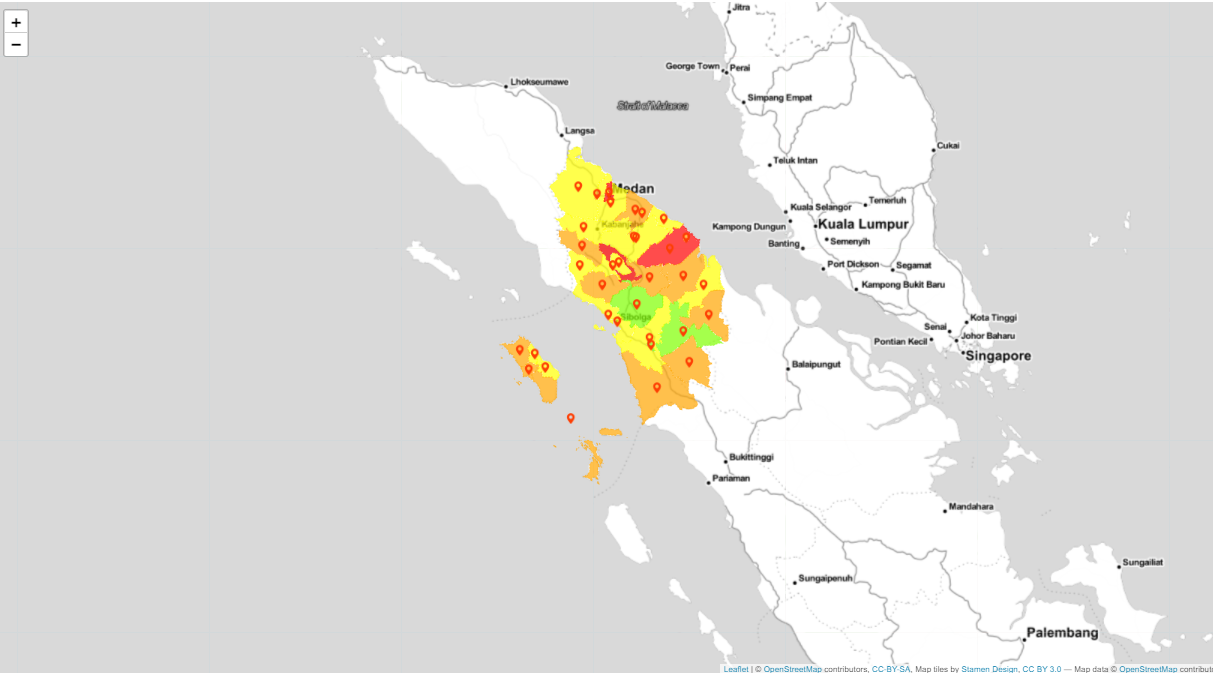 +
−
Jitra
George Town
Perai
Lhokseumawe
Simpang Empat
Strait of Malacca
Langsa
Cukai
Teluk Intan
Medan
Temerluh
Kuala Selangor
Kabanjahe
Kampong Dungun
Kuala Lumpur
Semenyih
Banting
Port Dickson
Segamat
Kampong Bukit Baru
Sibolga
Kota Tinggi
Senai
Johor Baharu
Pontian Kecil
Singapore
Balaipungut
Bukittinggi
Pariaman
Mandahara
Sungailiat
Sungaipenuh
Palembang
Leaflet | © OpenStreetMap contributors, CC-BY-SA, Map tiles by Stamen Design, CC BY 3.0 — Map data © OpenStreetMap contribut